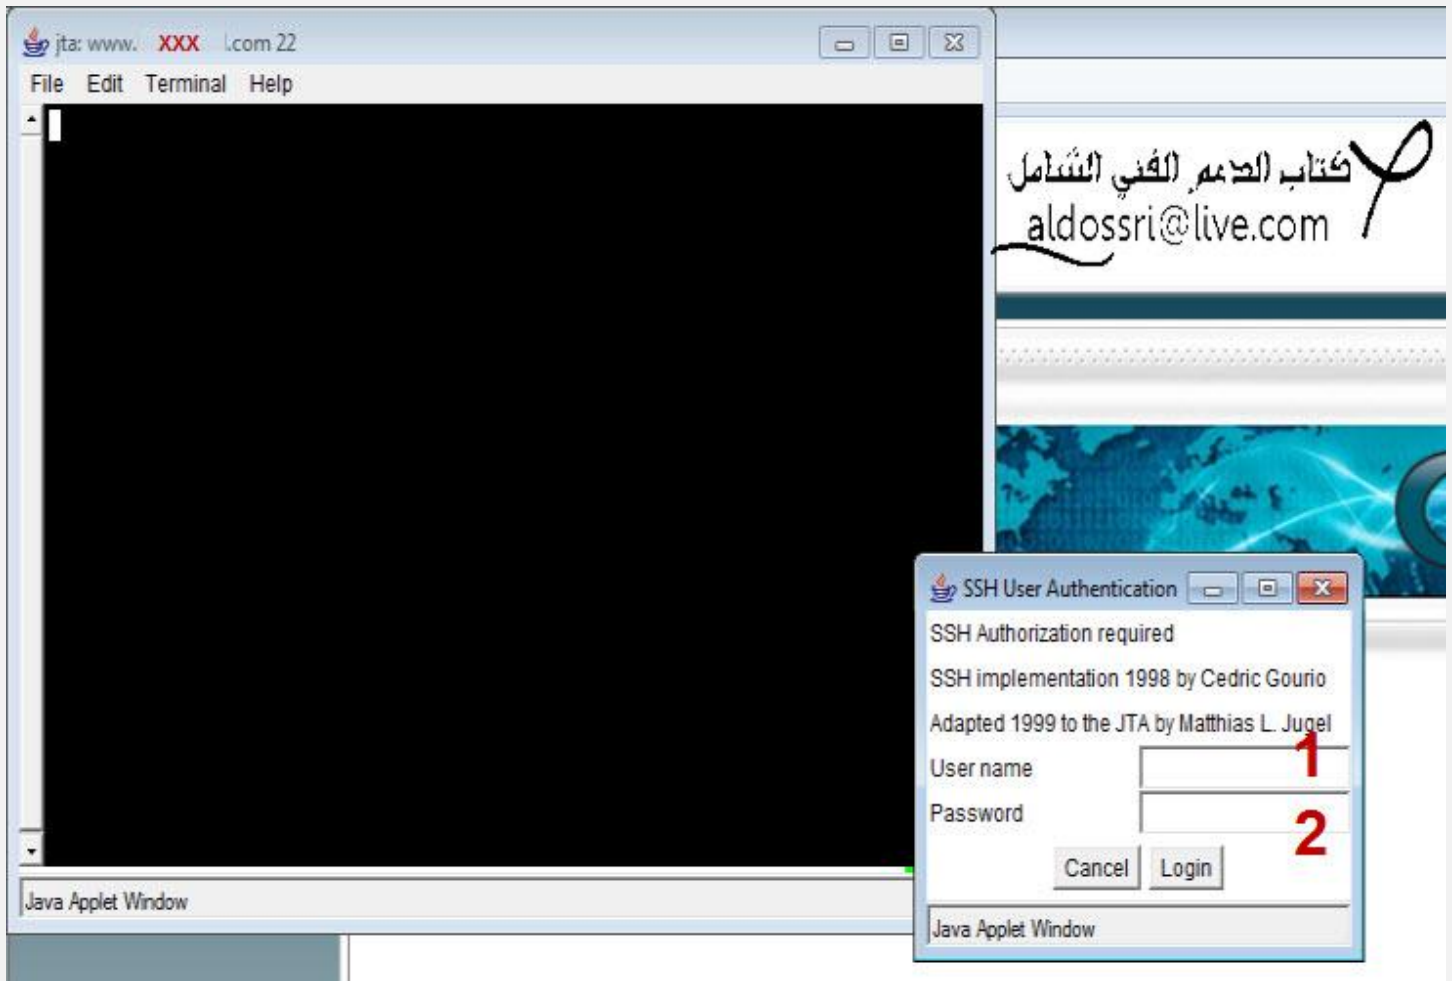 jta: www. XXX .com 22
File Edit Terminal Help
كتاب الدعم الفني الشامل
aldossri@live.com
SSH User Authentication
SSH Authorization required
SSH implementation 1998 by Cedric Gourio
Adapted 1999 to the JTA by Matthias L. Jugel
User name 1
Password 2
Cancel Login
Java Applet Window
Java Applet Window